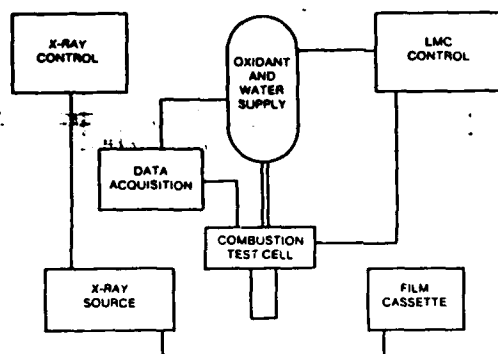 X-RAY
CONTROL
OXIDANT
AND
WATER
SUPPLY
LMC
CONTROL
DATA
ACQUISITION
COMBUSTION
TEST CELL
X-RAY
SOURCE
FILM
CASSETTE